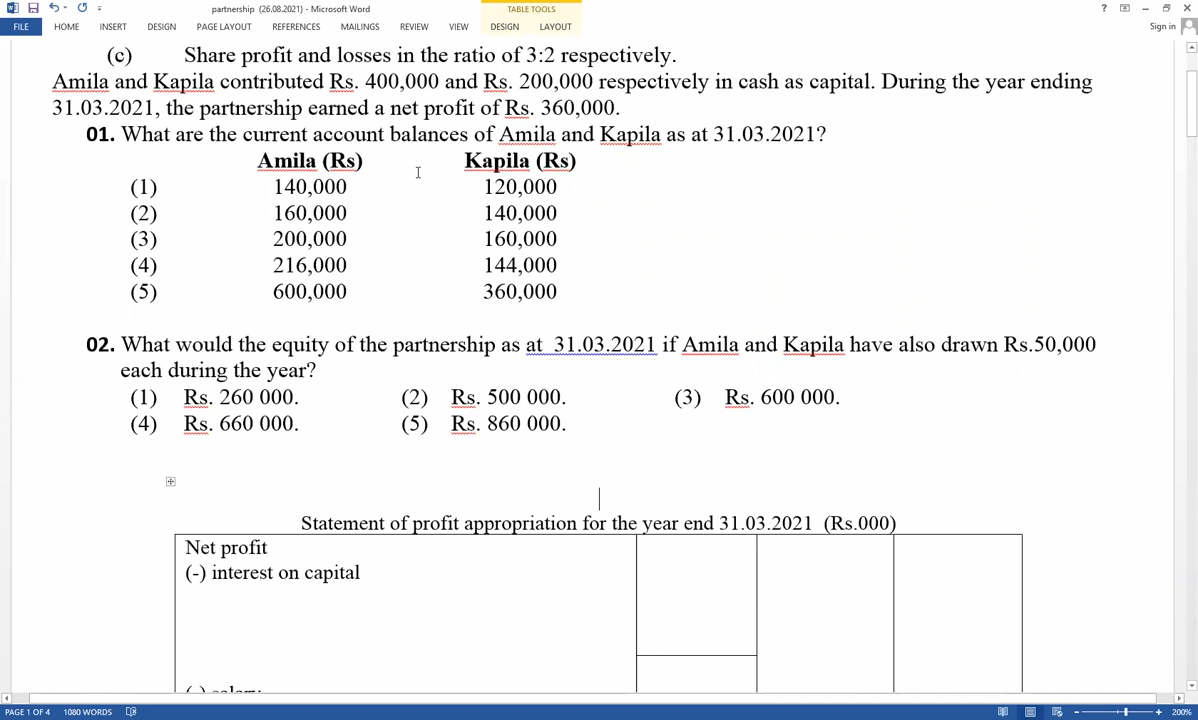 partnership (26.08.2021) - Microsoft Word
TABLE TOOLS
?
FILE HOME INSERT DESIGN PAGE LAYOUT REFERENCES MAILINGS REVIEW VIEW DESIGN LAYOUT Sign in
(c) Share profit and losses in the ratio of 3:2 respectively.
Amila and Kapila contributed Rs. 400,000 and Rs. 200,000 respectively in cash as capital. During the year ending
31.03.2021, the partnership earned a net profit of Rs. 360,000.
01. What are the current account balances of Amila and Kapila as at 31.03.2021?
Amila (Rs) Kapila (Rs)
(1) 140,000 120,000
(2) 160,000 140,000
(3) 200,000 160,000
(4) 216,000 144,000
(5) 600,000 360,000
02. What would the equity of the partnership as at 31.03.2021 if Amila and Kapila have also drawn Rs.50,000
each during the year?
(1) Rs. 260 000. (2) Rs. 500 000. (3) Rs. 600 000.
(4) Rs. 660 000. (5) Rs. 860 000.
Statement of profit appropriation for the year end 31.03.2021 (Rs.000)
Net profit
(-) interest on capital
(-) salary
PAGE 1 OF 4 1080 WORDS 200%